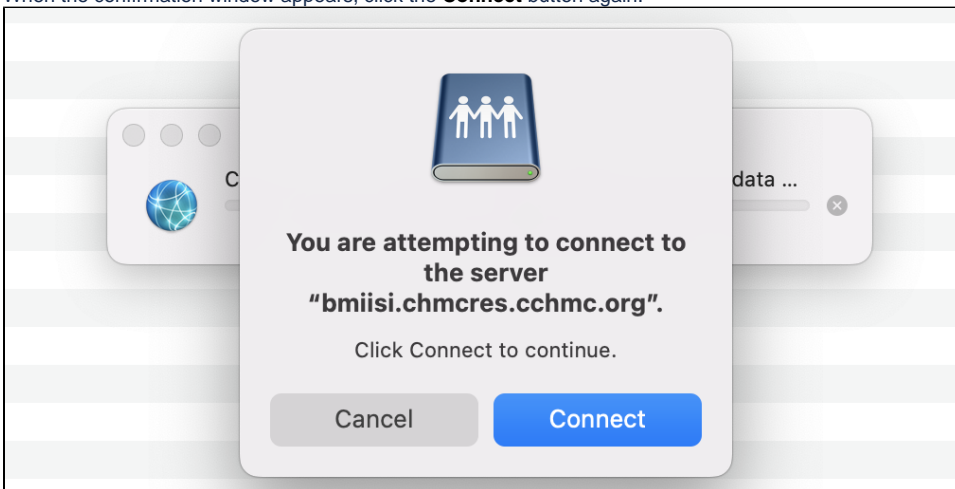 When the confirmation window appears, click the Connect button again.
C
data ...
You are attempting to connect to
the server
“bmiisi.chmcres.cchmc.org”.
Click Connect to continue.
Cancel
Connect